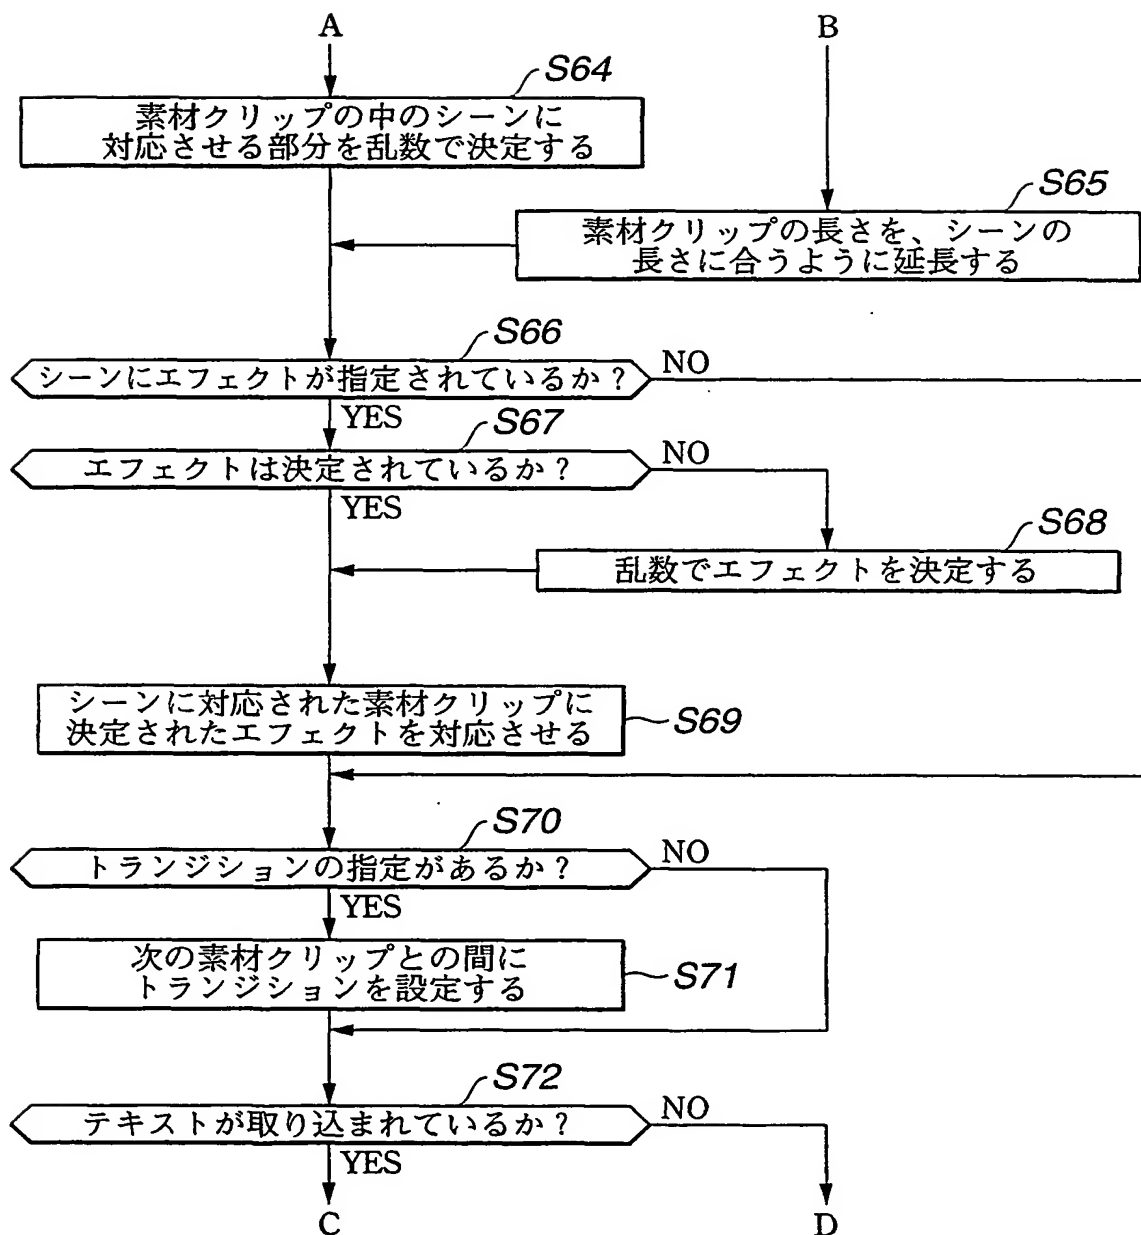 A
B
S64
素材クリップの中のシーンに
対応させる部分を乱数で決定する
S65
素材クリップの長さを、シーンの
長さに合うように延長する
S66
シーンにエフェクトが指定されているか？
NO
YES
S67
エフェクトは決定されているか？
NO
YES
S68
乱数でエフェクトを決定する
シーンに対応された素材クリップに
決定されたエフェクトを対応させる
S69
S70
トランジションの指定があるか？
NO
YES
次の素材クリップとの間に
トランジションを設定する
S71
S72
テキストが取り込まれているか？
NO
YES
C
D